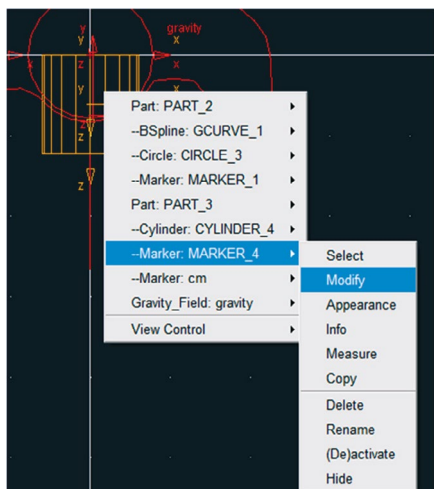 y
gravity
y
x
z
x
x
x
y
x
z
z
z
Part: PART_2
--BSpline: GCURVE_1
--Circle: CIRCLE_3
--Marker: MARKER_1
Part: PART_3
--Cylinder: CYLINDER_4
--Marker: MARKER_4
--Marker: cm
Gravity_Field: gravity
View Control
Select
Modify
Appearance
Info
Measure
Copy
Delete
Rename
(De)activate
Hide